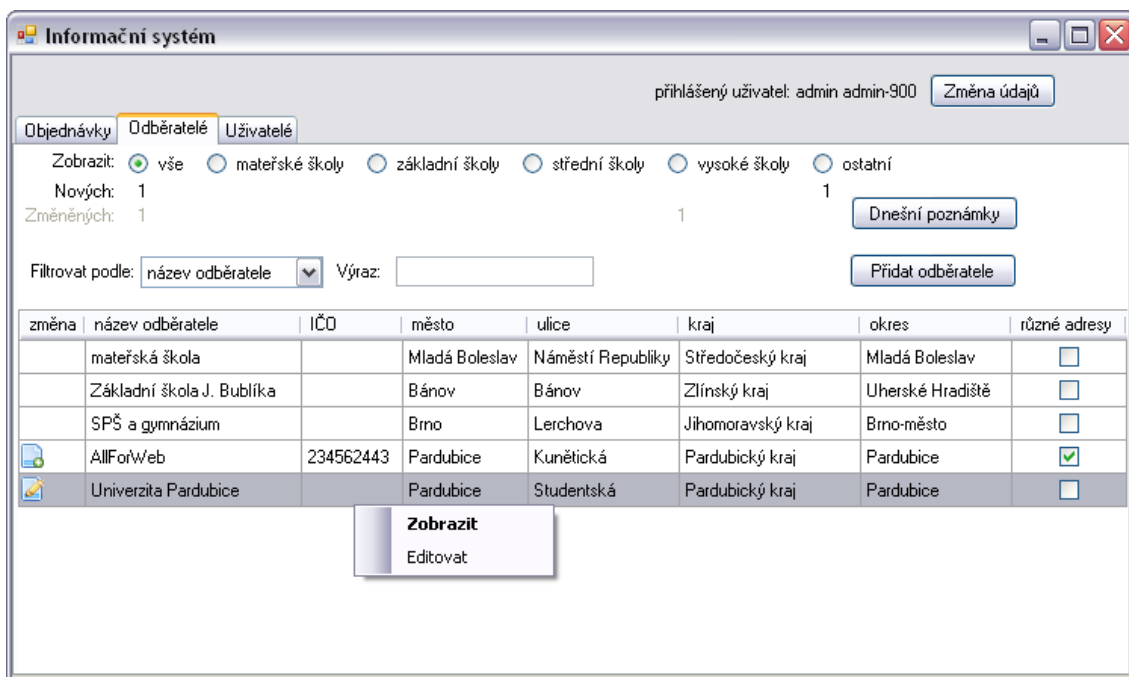 Informační systém
přihlášený uživatel: admin admin-900 Změna údajů
Objednávky Odběratelé Uživatelé
Zobrazit: vše mateřské školy základní školy střední školy vysoké školy ostatní
Nových: 1 1
Změněných: 1 1 Dnešní poznámky
Filtrovat podle: název odběratele Výraz: Přidat odběratele
změna název odběratele IČO město ulice kraj okres různé adresy
mateřská škola Mladá Boleslav Náměstí Republiky Středočeský kraj Mladá Boleslav
Základní škola J. Bublíka Bánov Bánov Zlínský kraj Uherské Hradiště
SPŠ a gymnázium Brno Lerchova Jihomoravský kraj Brno-město
AllForWeb 234562443 Pardubice Kunětická Pardubický kraj Pardubice
Univerzita Pardubice Pardubice Studentská Pardubický kraj Pardubice
Zobrazit
Editovat